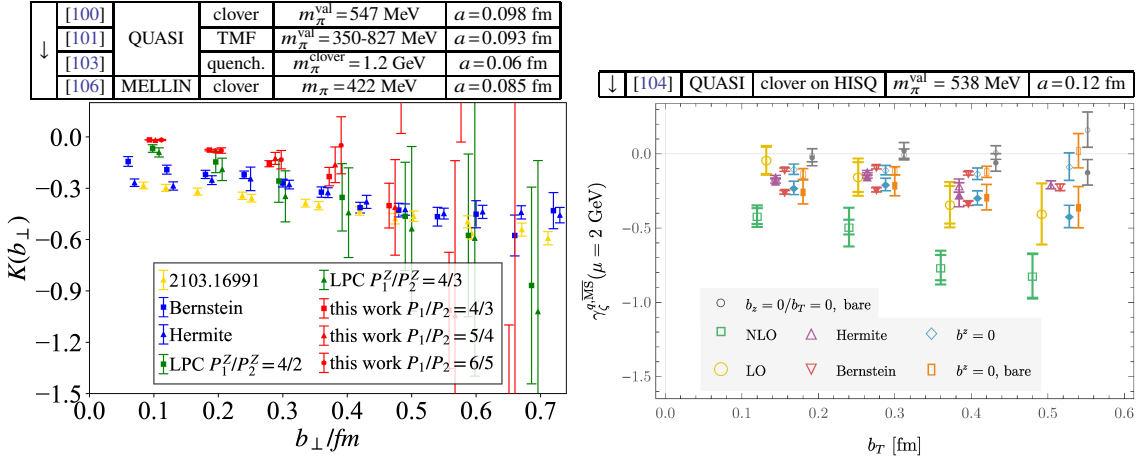 ↓ [100] QUASI clover m_π^val = 547 MeV a = 0.098 fm
[101] TMF m_π^val = 350-827 MeV a = 0.093 fm
[103] quench. m_π^clover = 1.2 GeV a = 0.06 fm
[106] MELLIN clover m_π = 422 MeV a = 0.085 fm
0.0
−0.3
−0.6
−0.9
−1.2
−1.5
K(b⊥)
2103.16991
Bernstein
Hermite
LPC P_1^Z/P_2^Z = 4/2
LPC P_1^Z/P_2^Z = 4/3
this work P_1/P_2 = 4/3
this work P_1/P_2 = 5/4
this work P_1/P_2 = 6/5
0.0 0.1 0.2 0.3 0.4 0.5 0.6 0.7
b⊥/fm
↓ [104] QUASI clover on HISQ m_π^val = 538 MeV a = 0.12 fm
0.0
−0.5
−1.0
−1.5
γ_ζ^{q,MS}(μ = 2 GeV)
b_z = 0/b_T = 0, bare
NLO Hermite b^z = 0
LO Bernstein b^z = 0, bare
0.0 0.1 0.2 0.3 0.4 0.5 0.6
b_T [fm]